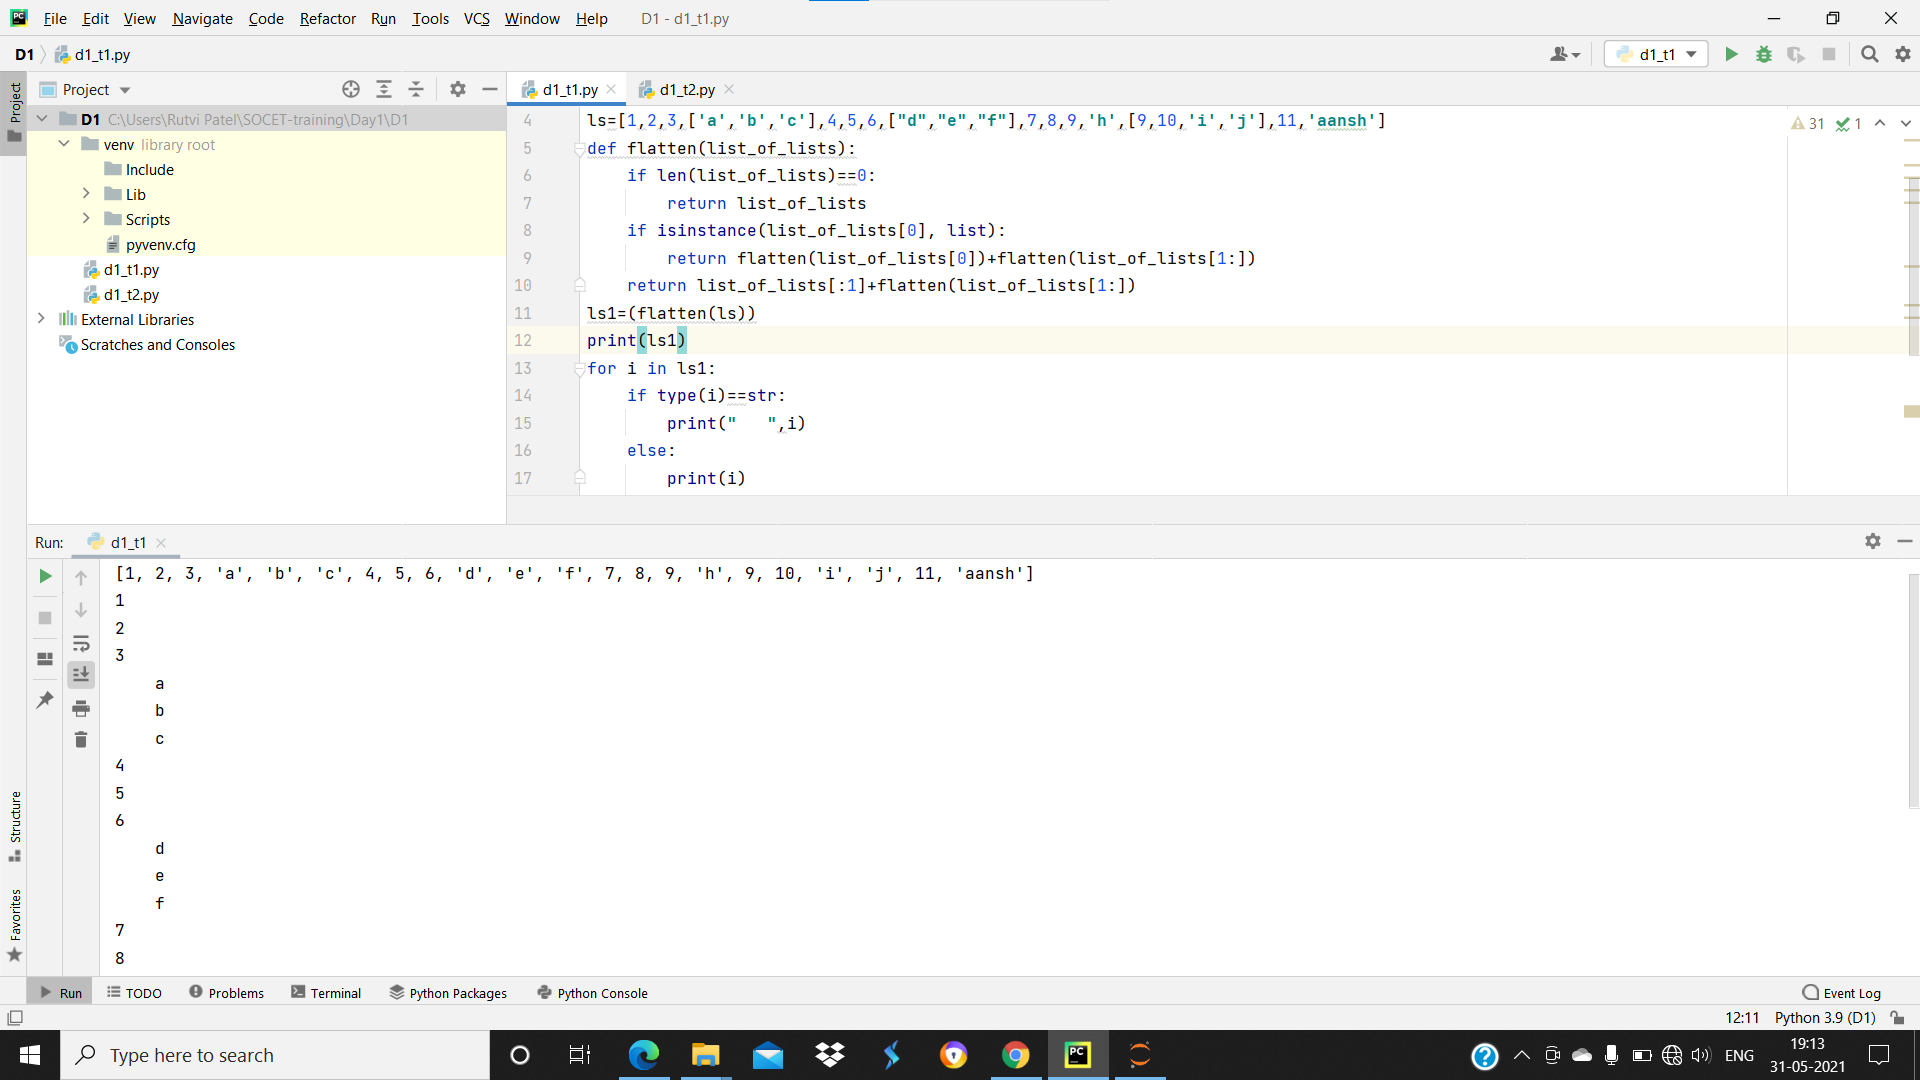 File Edit View Navigate Code Refactor Run Tools VCS Window Help D1 - d1_t1.py
D1 d1_t1.py d1_t1
Project
Project
D1 C:\Users\Rutvi Patel\SOCET-training\Day1\D1
venv library root
Include
Lib
Scripts
pyvenv.cfg
d1_t1.py
d1_t2.py
External Libraries
Scratches and Consoles
d1_t1.py d1_t2.py
31 1
4 ls=[1,2,3,['a','b','c'],4,5,6,["d","e","f"],7,8,9,'h',[9,10,'i','j'],11,'aansh']
5 def flatten(list_of_lists):
6     if len(list_of_lists)==0:
7         return list_of_lists
8     if isinstance(list_of_lists[0], list):
9         return flatten(list_of_lists[0])+flatten(list_of_lists[1:])
10     return list_of_lists[:1]+flatten(list_of_lists[1:])
11 ls1=(flatten(ls))
12 print(ls1)
13 for i in ls1:
14     if type(i)==str:
15         print("   ",i)
16     else:
17         print(i)
Run: d1_t1
[1, 2, 3, 'a', 'b', 'c', 4, 5, 6, 'd', 'e', 'f', 7, 8, 9, 'h', 9, 10, 'i', 'j', 11, 'aansh']
1
2
3
    a
    b
    c
4
5
6
    d
    e
    f
7
8
Structure
Favorites
Run TODO Problems Terminal Python Packages Python Console Event Log
12:11 Python 3.9 (D1)
Type here to search
PC
ENG
19:13
31-05-2021